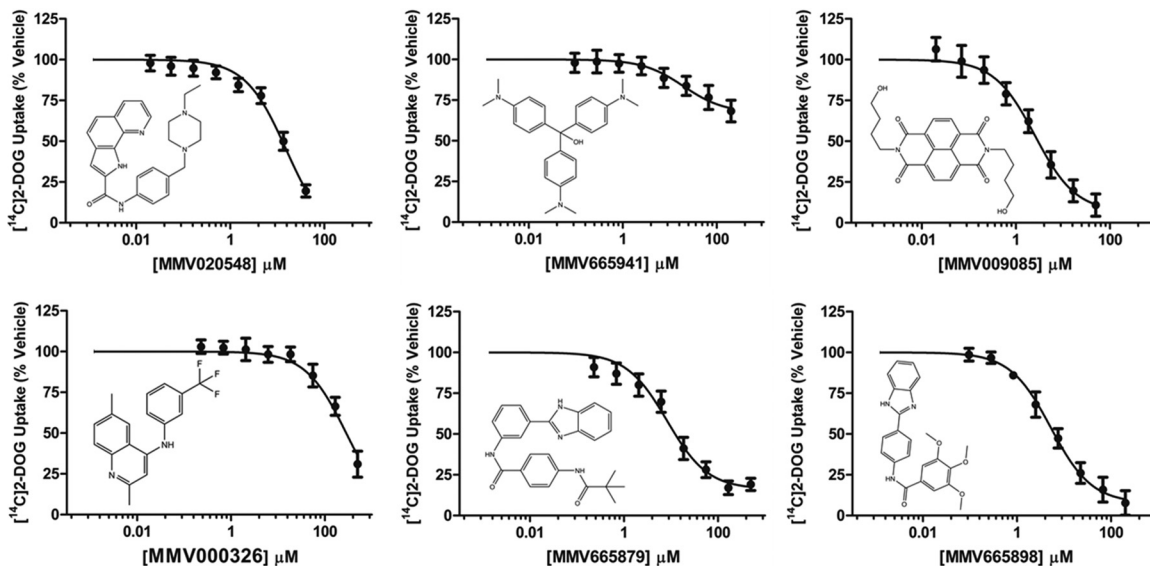 [¹⁴C]2-DOG Uptake (% Vehicle)
125
100
75
50
25
0
0.01
1
100
[MMV020548] μM
N
NH
N
N
O
N
H
[¹⁴C]2-DOG Uptake (% Vehicle)
125
100
75
50
25
0
0.01
1
100
[MMV665941] μM
N
N
OH
N
[¹⁴C]2-DOG Uptake (% Vehicle)
125
100
75
50
25
0
0.01
1
100
[MMV009085] μM
OH
O
O
N
N
O
O
HO
[¹⁴C]2-DOG Uptake (% Vehicle)
125
100
75
50
25
0
0.01
1
100
[MMV000326] μM
F
F
F
NH
N
[¹⁴C]2-DOG Uptake (% Vehicle)
125
100
75
50
25
0
0.01
1
100
[MMV665879] μM
H
N
N
HN
O
NH
O
[¹⁴C]2-DOG Uptake (% Vehicle)
125
100
75
50
25
0
0.01
1
100
[MMV665898] μM
HN
N
O
O
O
NH
O